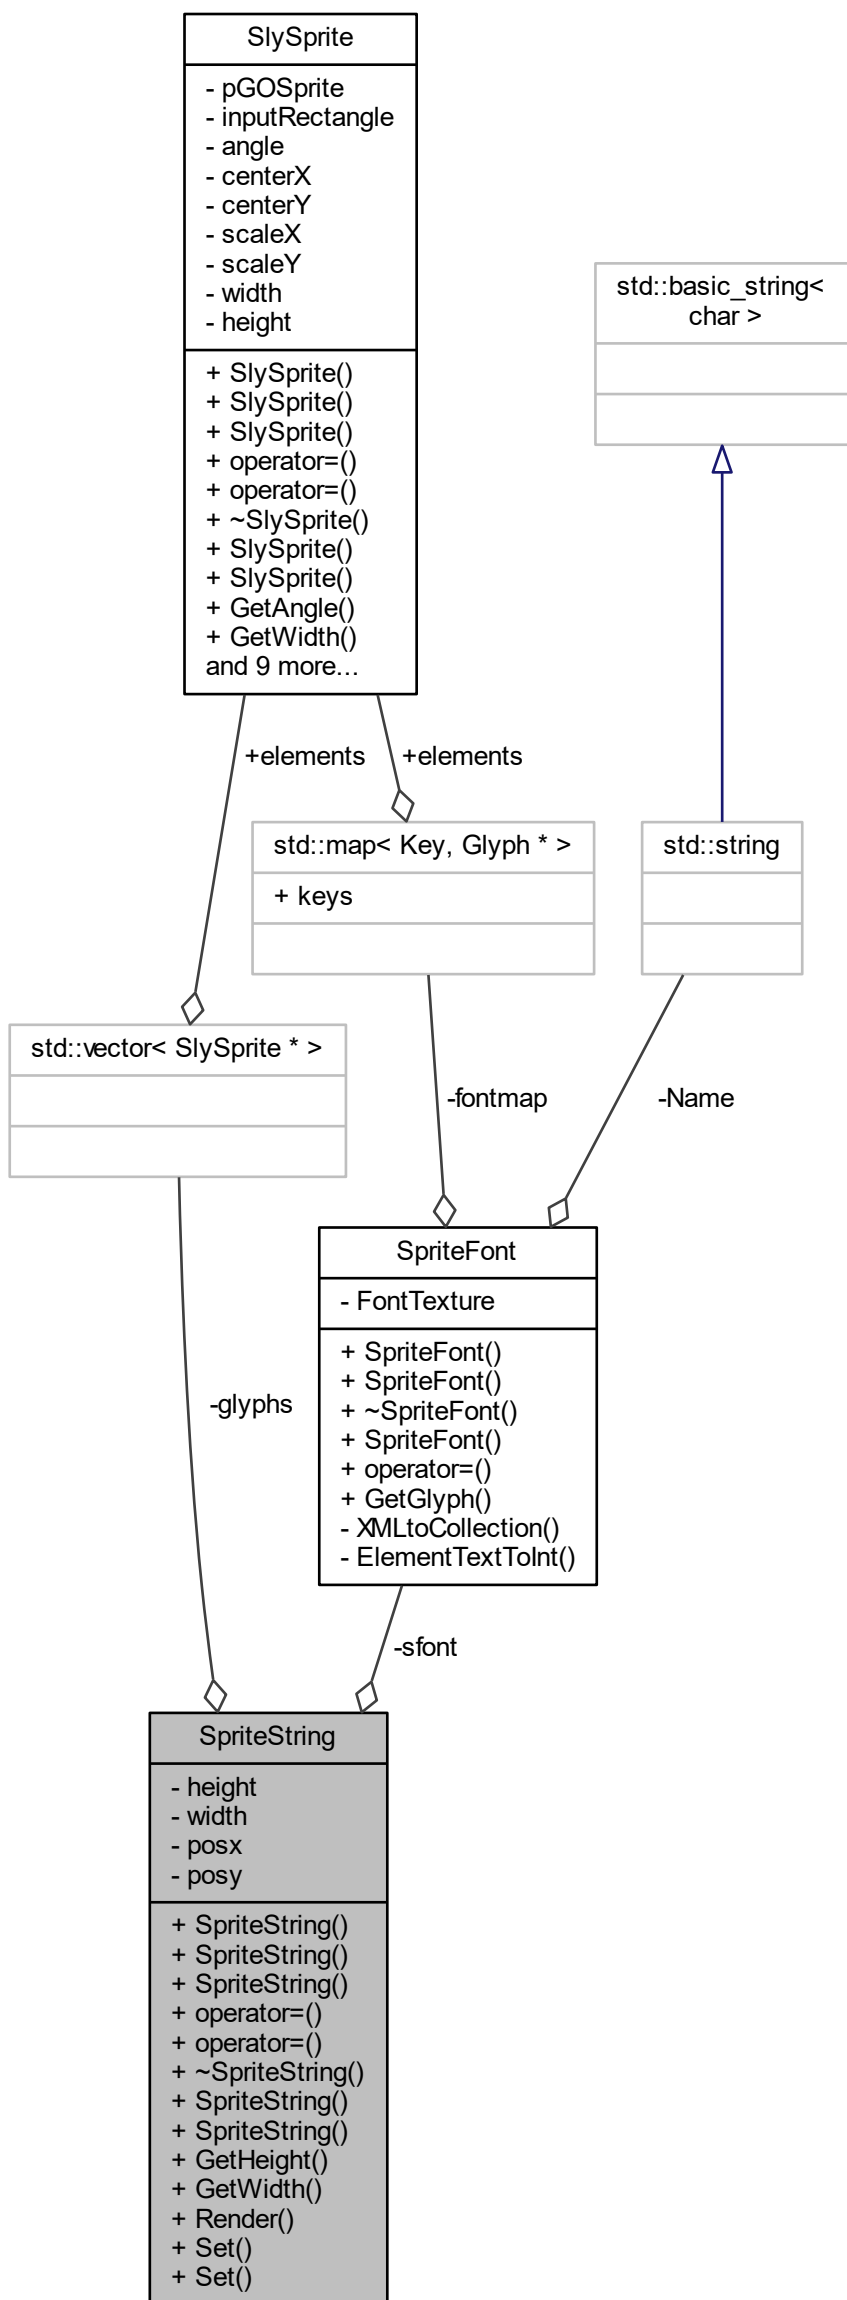 SlySprite
- pGOSprite
- inputRectangle
- angle
- centerX
- centerY
- scaleX
- scaleY
- width
- height
+ SlySprite()
+ SlySprite()
+ SlySprite()
+ operator=()
+ operator=()
+ ~SlySprite()
+ SlySprite()
+ SlySprite()
+ GetAngle()
+ GetWidth()
and 9 more...
std::basic_string<
char >
+elements
+elements
std::map< Key, Glyph * >
+ keys
std::string
std::vector< SlySprite * >
-fontmap
-Name
SpriteFont
- FontTexture
+ SpriteFont()
+ SpriteFont()
+ ~SpriteFont()
+ SpriteFont()
+ operator=()
+ GetGlyph()
- XMLtoCollection()
- ElementTextToInt()
-glyphs
-sfont
SpriteString
- height
- width
- posx
- posy
+ SpriteString()
+ SpriteString()
+ SpriteString()
+ operator=()
+ operator=()
+ ~SpriteString()
+ SpriteString()
+ SpriteString()
+ GetHeight()
+ GetWidth()
+ Render()
+ Set()
+ Set()